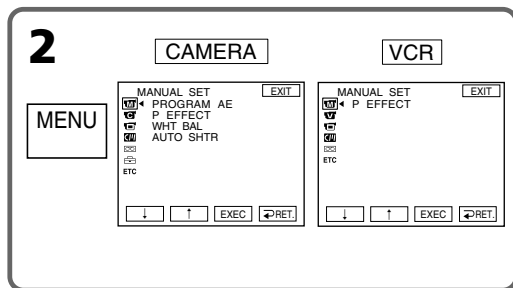 2
CAMERA
VCR
MENU
MANUAL SET
EXIT
PROGRAM AE
P EFFECT
WHT BAL
AUTO SHTR
ETC
↓ ↑ EXEC RET.
MANUAL SET
EXIT
P EFFECT
ETC
↓ ↑ EXEC RET.